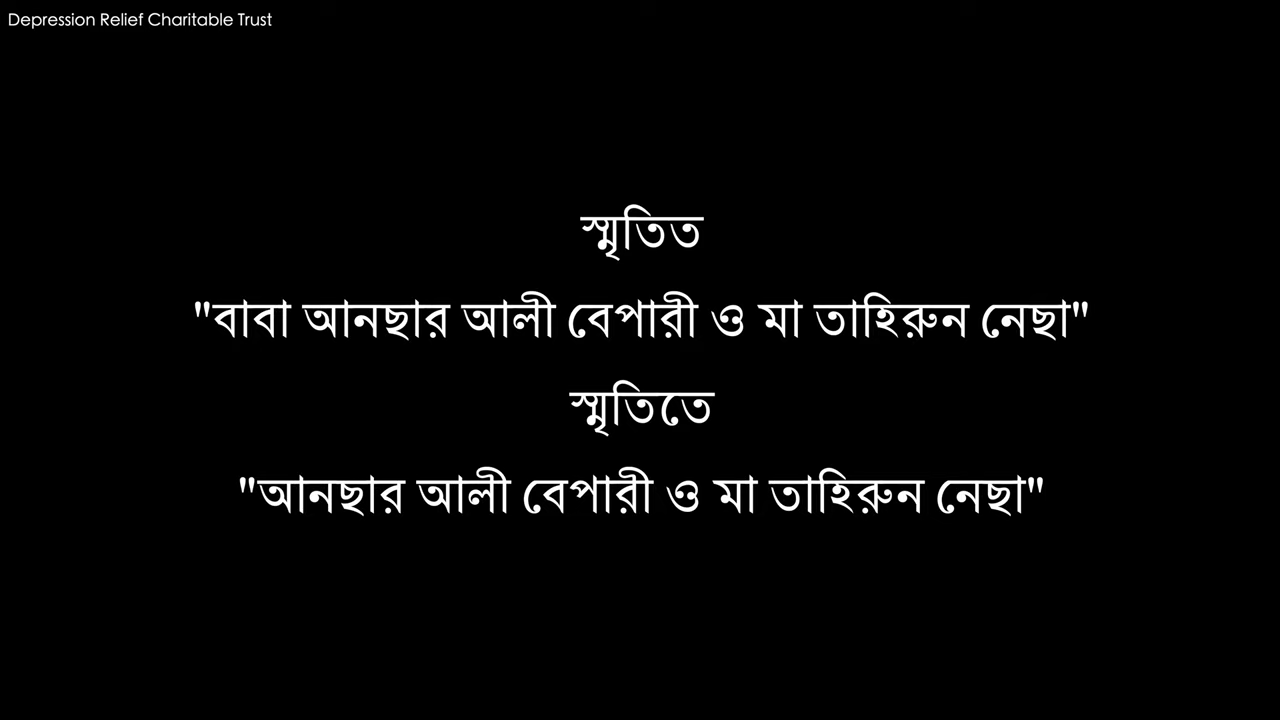 Depression Relief Charitable Trust
স্মৃতিত
"বাবা আনছার আলী বেপারী ও মা তাহিরুন নেছা"
স্মৃতিতে
"আনছার আলী বেপারী ও মা তাহিরুন নেছা"